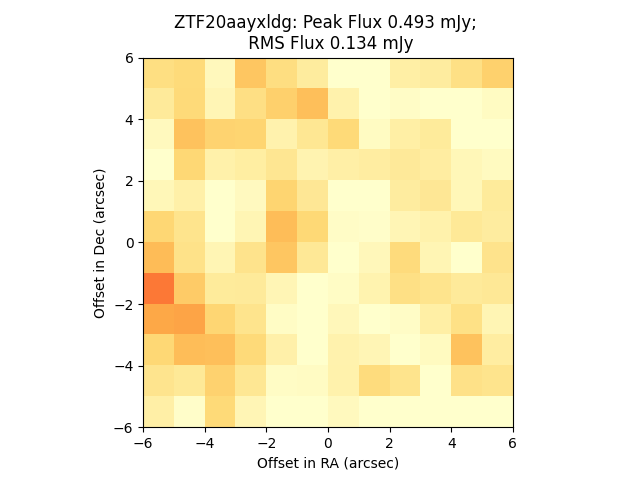 ZTF20aayxldg: Peak Flux 0.493 mJy;
RMS Flux 0.134 mJy
6
4
2
0
−2
−4
−6
Offset in Dec (arcsec)
−6 −4 −2 0 2 4 6
Offset in RA (arcsec)